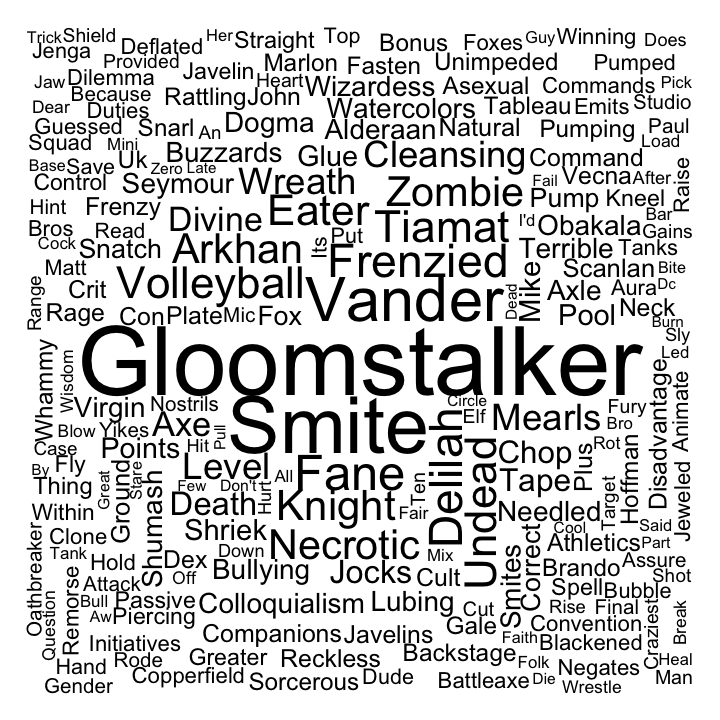 Trick Shield Her Straight Top Bonus Foxes Guy Winning Does
Jenga Deflated Marlon Fasten Unimpeded Pumped
Provided Javelin Heart
Jaw Dilemma Wizardess Asexual Commands Pick
Because Rattling John Watercolors Tableau Emits Studio
Dear Duties Dogma Alderaan Natural Pumping Paul
Guessed Snarl An Load
Squad Mini Buzzards Glue Cleansing Command
Base Save Uk Zero Late Fail Vecna After Raise
Control Seymour Wreath Zombie Pump Kneel
Hint Frenzy Divine Eater Tiamat I'd Obakala Bar
Bros Read Its Put Gains
Cock Snatch Arkhan Frenzied Terrible Tanks
Matt Volleyball Mike Scanlan Bite
Range Crit Vander Dead Axle Aura Dc
Rage Con Plate Mic Fox Pool Neck
Burn
Gloomstalker Sly
Whammy Wisdom Led
Virgin Nostrils Smite Circle Elf Mearls Fury Disadvantage Animate
Blow Yikes Axe Pull Delilah Bro
Case Points Hit Undead Chop Plus Rot
By Fly Level Fane Hoffman
Thing Great Stare Few Don't All Ten Tape Target Jeweled
Within Ground Shumash Death Hurt Knight Fair Needled
Clone Shriek Cool Said
Tank Down Necrotic Mix Correct Athletics Part
Oathbreaker Hold Dex Bullying Jocks Cult Smites Brando Assure
Attack Off Spell Bubble Shot
Question Remorse Bull Passive Colloquialism Lubing Cut Rise Final
Aw Piercing Gale Convention Craziest Break
Initiatives Companions Javelins Faith Blackened
Hand Rode Greater Reckless Backstage Folk Negates Heal
Gender Copperfield Sorcerous Dude Battleaxe Die Wrestle Man